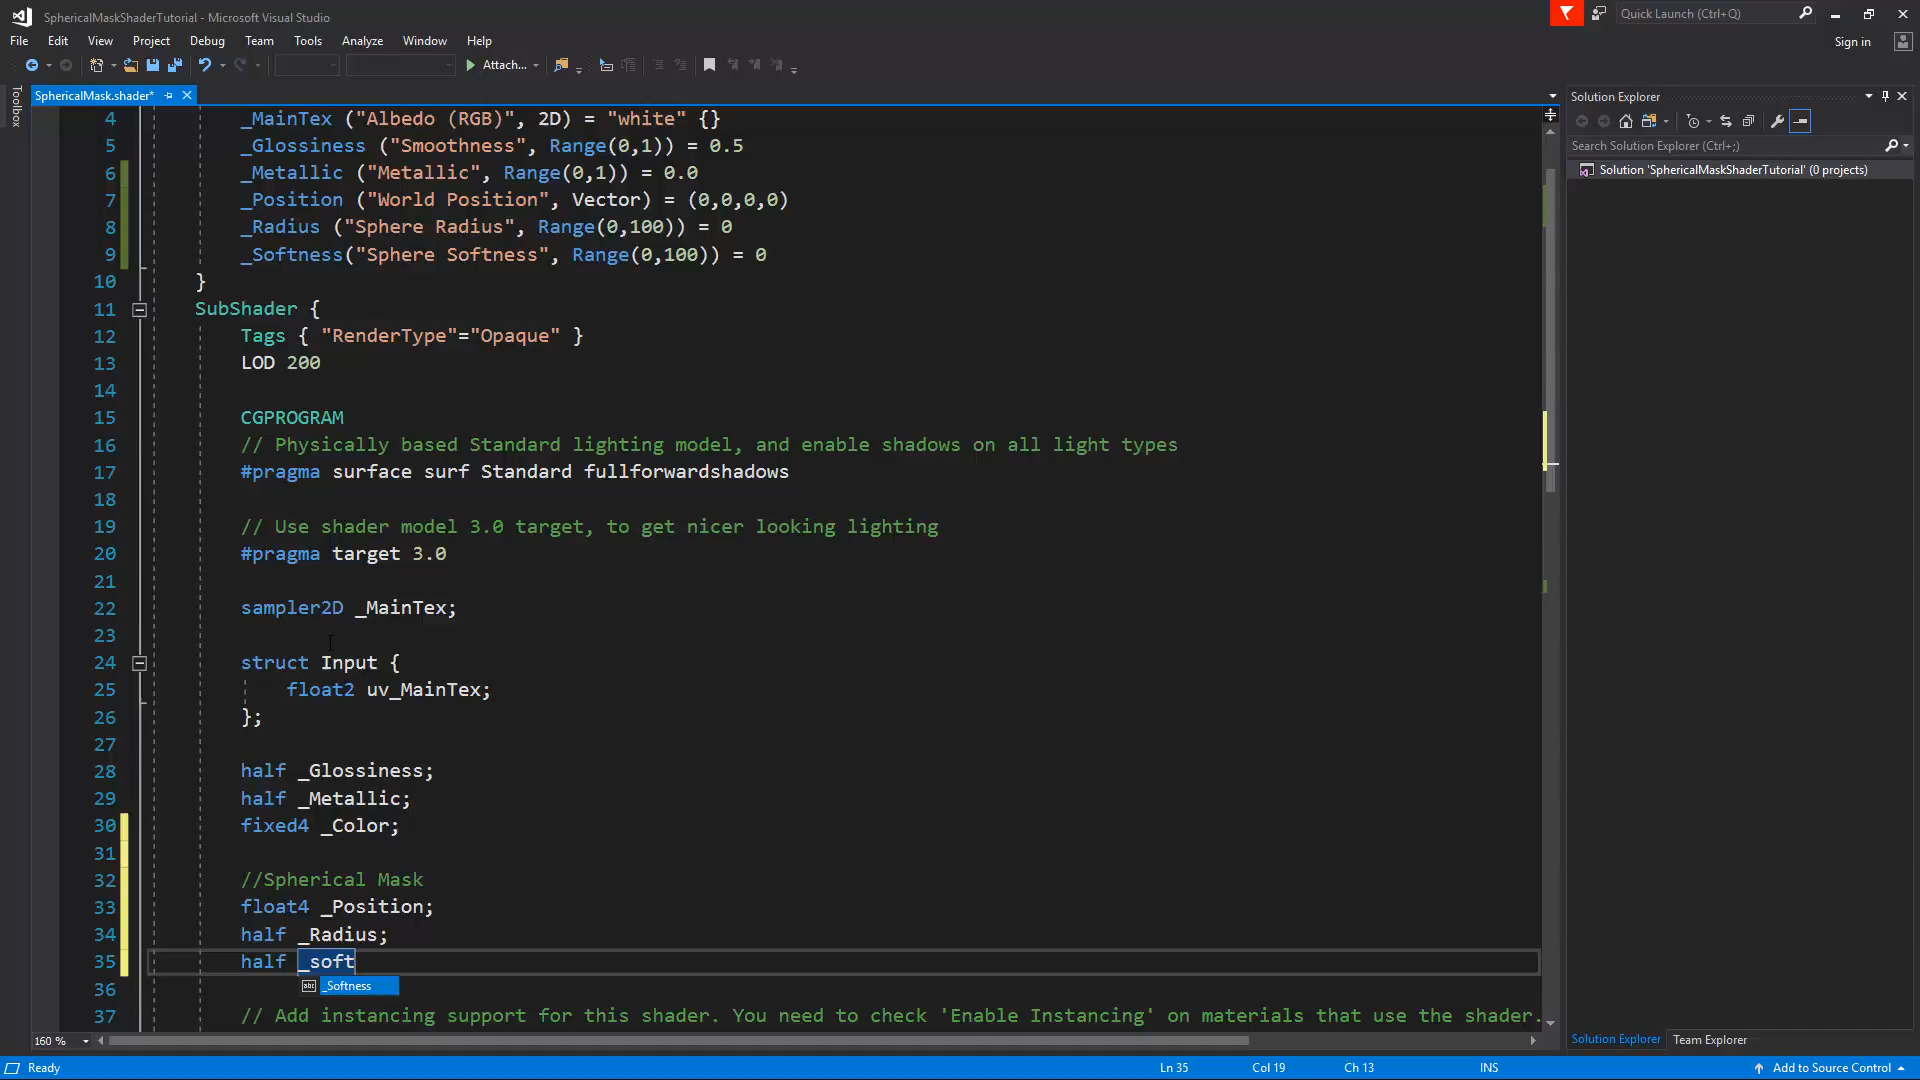 SphericalMaskShaderTutorial - Microsoft Visual Studio
Quick Launch (Ctrl+Q)
File Edit View Project Debug Team Tools Analyze Window Help
Sign in
Attach...
Toolbox
SphericalMask.shader*
4 _MainTex ("Albedo (RGB)", 2D) = "white" {}
5 _Glossiness ("Smoothness", Range(0,1)) = 0.5
6 _Metallic ("Metallic", Range(0,1)) = 0.0
7 _Position ("World Position", Vector) = (0,0,0,0)
8 _Radius ("Sphere Radius", Range(0,100)) = 0
9 _Softness("Sphere Softness", Range(0,100)) = 0
10 }
11 SubShader {
12 Tags { "RenderType"="Opaque" }
13 LOD 200
14
15 CGPROGRAM
16 // Physically based Standard lighting model, and enable shadows on all light types
17 #pragma surface surf Standard fullforwardshadows
18
19 // Use shader model 3.0 target, to get nicer looking lighting
20 #pragma target 3.0
21
22 sampler2D _MainTex;
23
24 struct Input {
25 float2 uv_MainTex;
26 };
27
28 half _Glossiness;
29 half _Metallic;
30 fixed4 _Color;
31
32 //Spherical Mask
33 float4 _Position;
34 half _Radius;
35 half _soft
abc _Softness
36
37 // Add instancing support for this shader. You need to check 'Enable Instancing' on materials that use the shader.
160 %
Solution Explorer
Search Solution Explorer (Ctrl+;)
Solution 'SphericalMaskShaderTutorial' (0 projects)
Solution Explorer Team Explorer
Ready Ln 35 Col 19 Ch 13 INS Add to Source Control